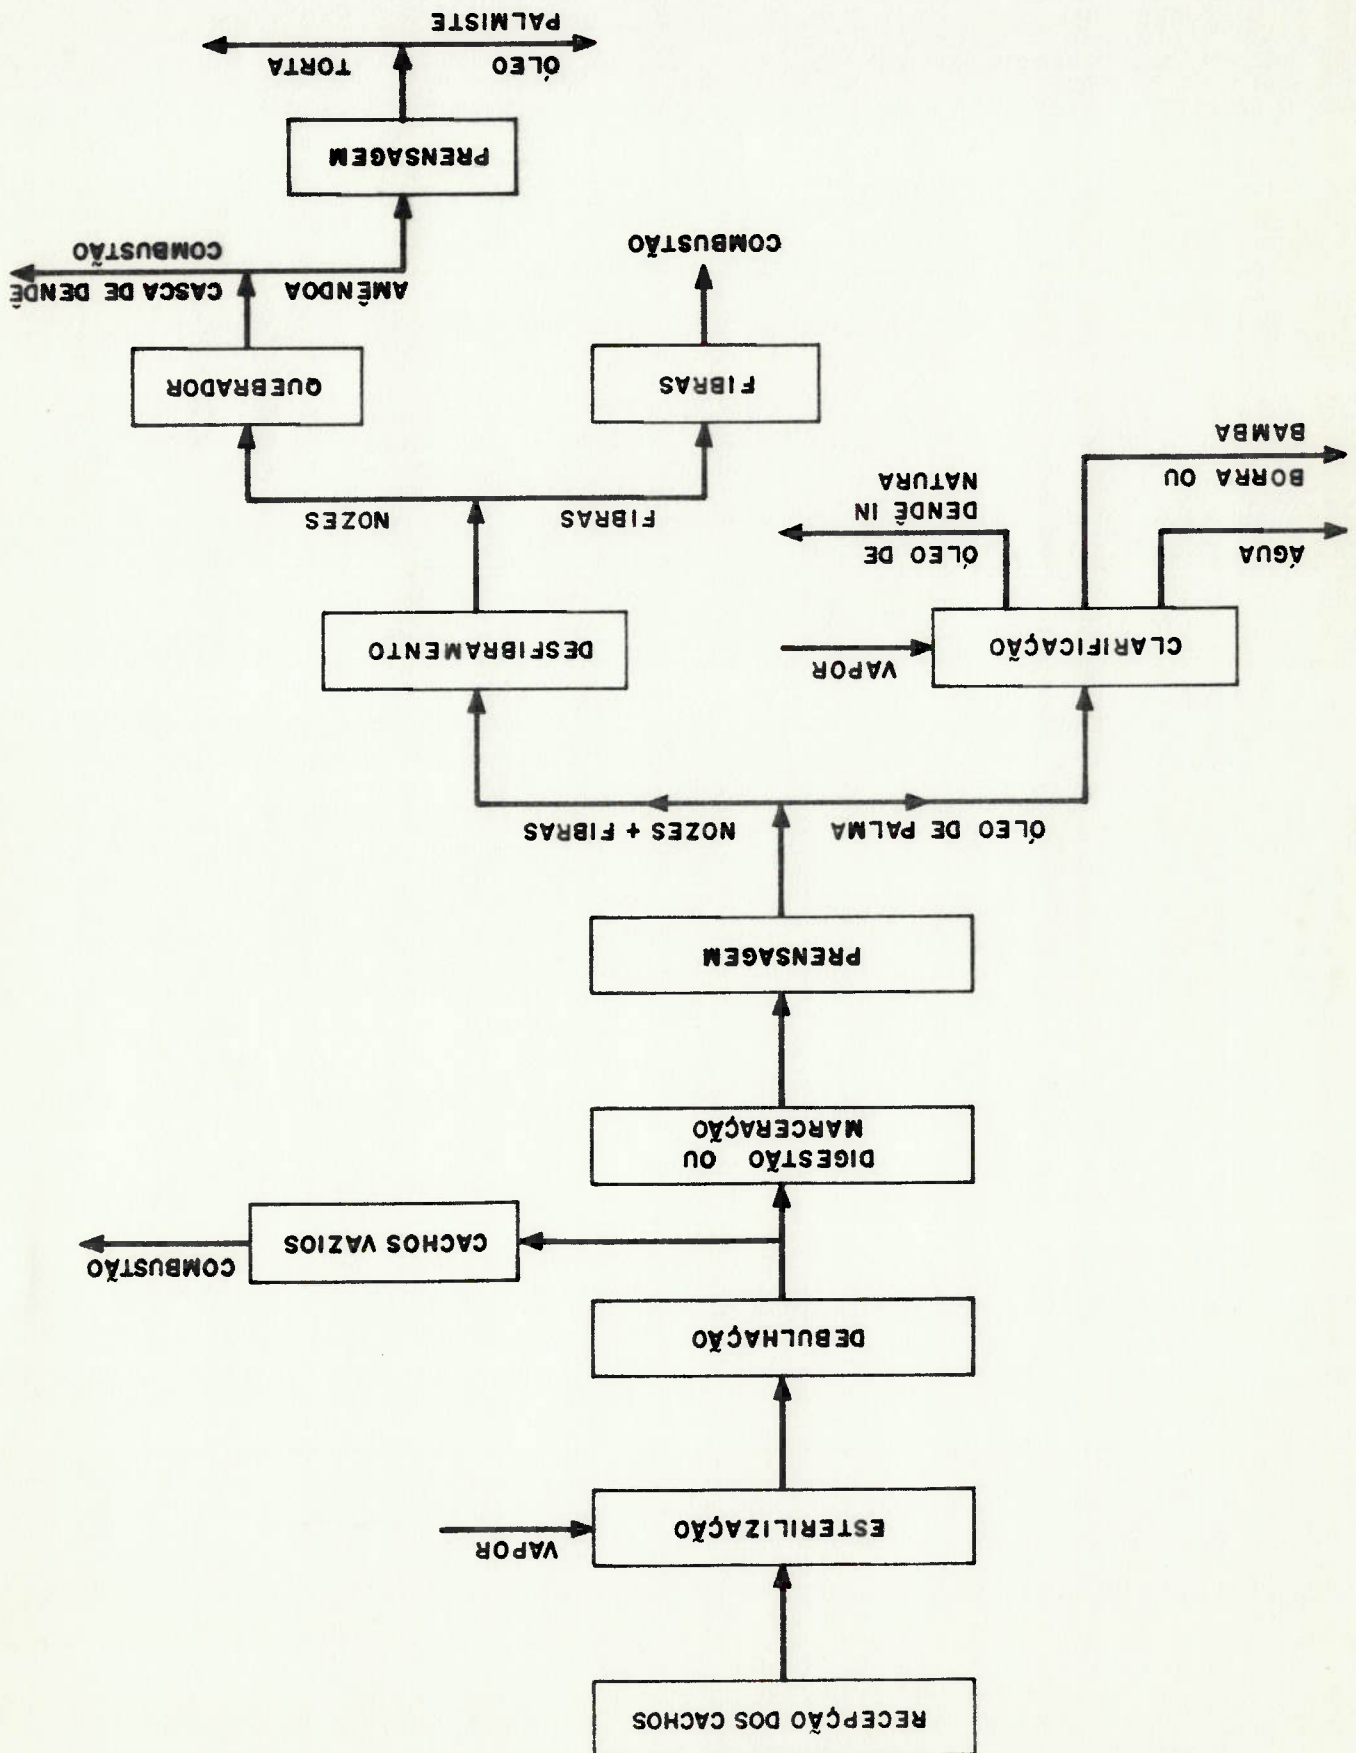 RECEPÇÃO DOS CACHOS
ESTERILIZAÇÃO
VAPOR
DEBULHAÇÃO
CACHOS VAZIOS
COMBUSTÃO
DIGESTÃO OU
MARCERAÇÃO
PRENSAGEM
ÓLEO DE PALMA
NOZES + FIBRAS
CLARIFICAÇÃO
VAPOR
DESFIBRAMENTO
ÁGUA
ÓLEO DE
DENDÊ IN
NATURA
BORRA OU
BAMBA
FIBRAS
NOZES
FIBRAS
QUEBRADOR
COMBUSTÃO
AMÊNDOA
CASCA DE DENDÊ
COMBUSTÃO
PRENSAGEM
ÓLEO
PALMISTE
TORTA